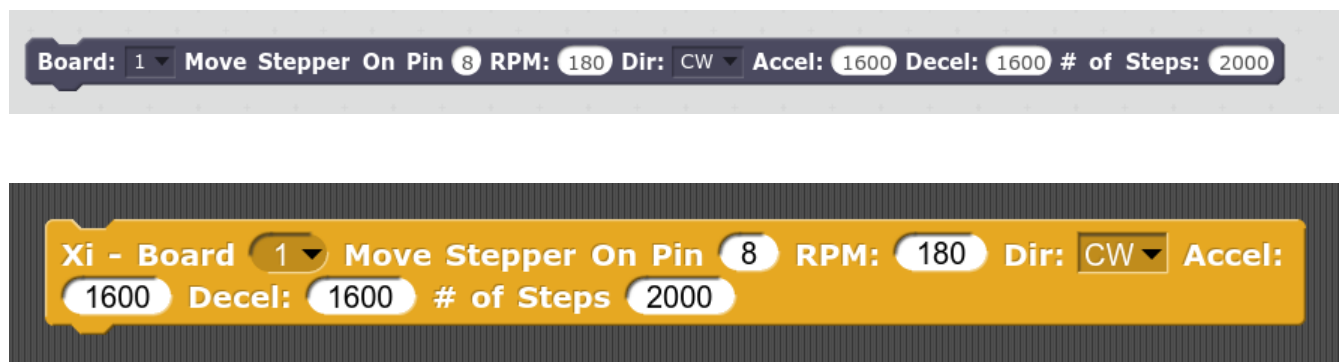 Board: 1 Move Stepper On Pin 8 RPM: 180 Dir: CW Accel: 1600 Decel: 1600 # of Steps: 2000
Xi - Board 1 Move Stepper On Pin 8 RPM: 180 Dir: CW Accel:
1600 Decel: 1600 # of Steps 2000